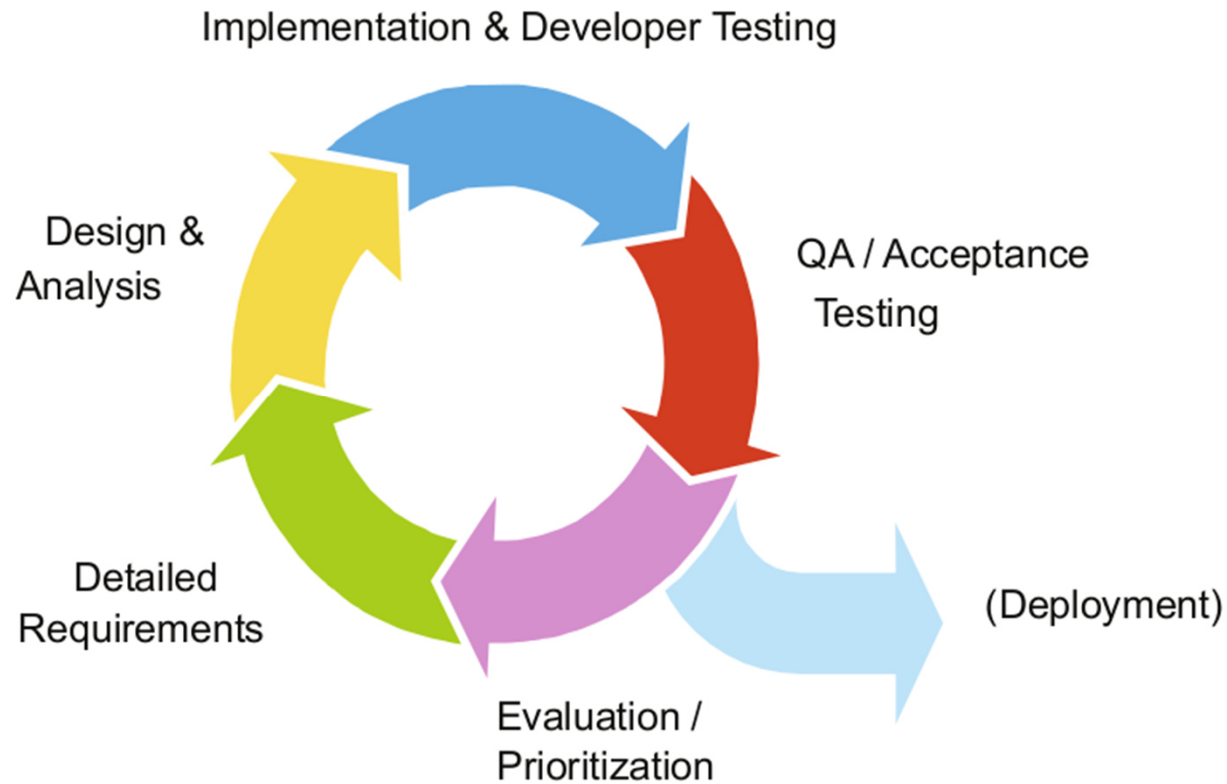 Implementation & Developer Testing
Design &
Analysis
QA / Acceptance
Testing
Detailed
Requirements
(Deployment)
Evaluation /
Prioritization